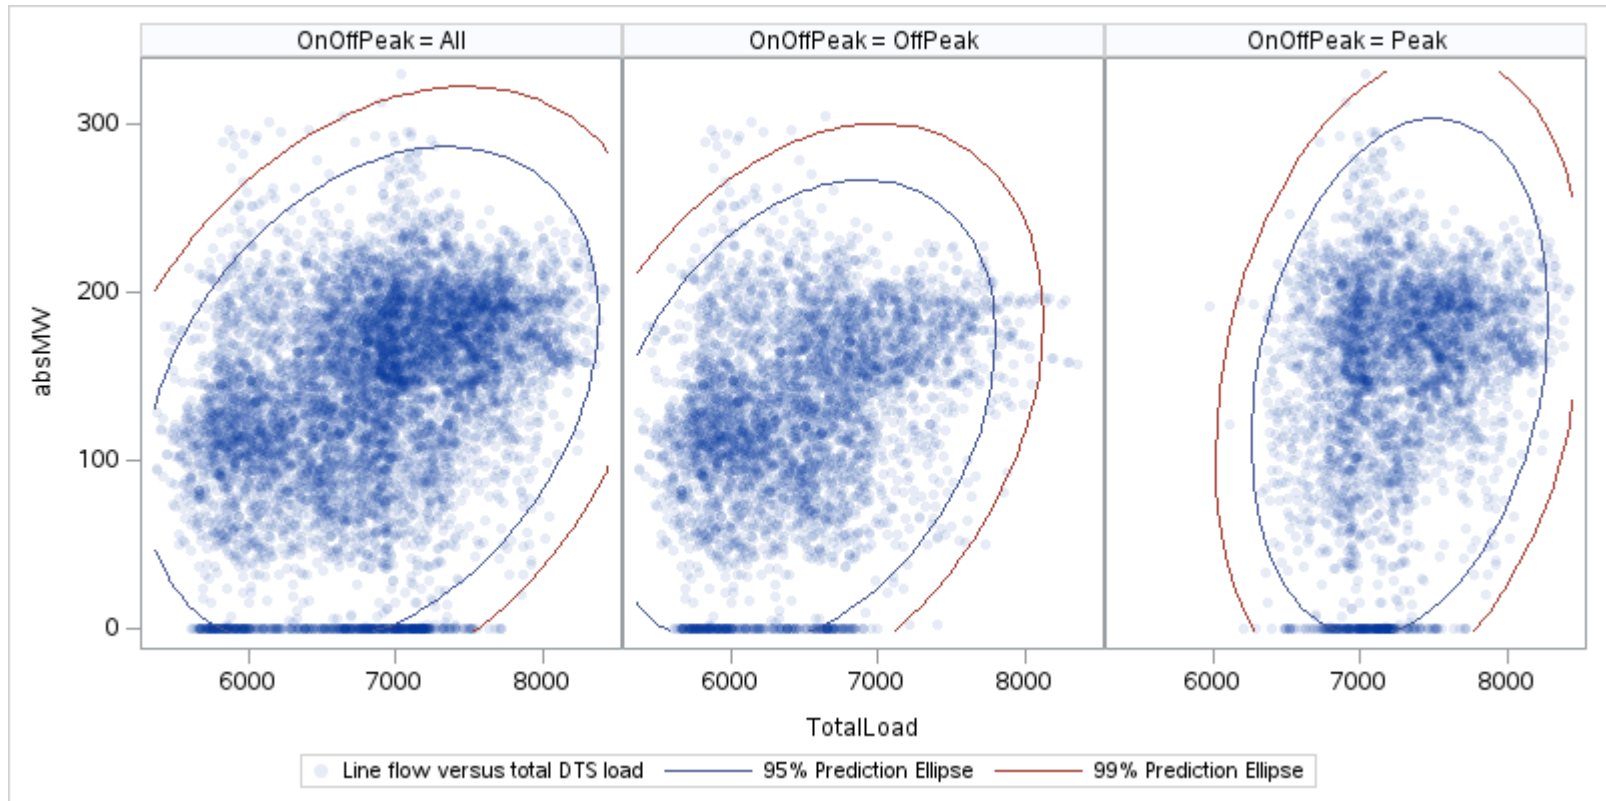 OnOffPeak = All
OnOffPeak = OffPeak
OnOffPeak = Peak
300
200
100
0
absMW
6000 7000 8000
6000 7000 8000
6000 7000 8000
TotalLoad
Line flow versus total DTS load 95% Prediction Ellipse 99% Prediction Ellipse